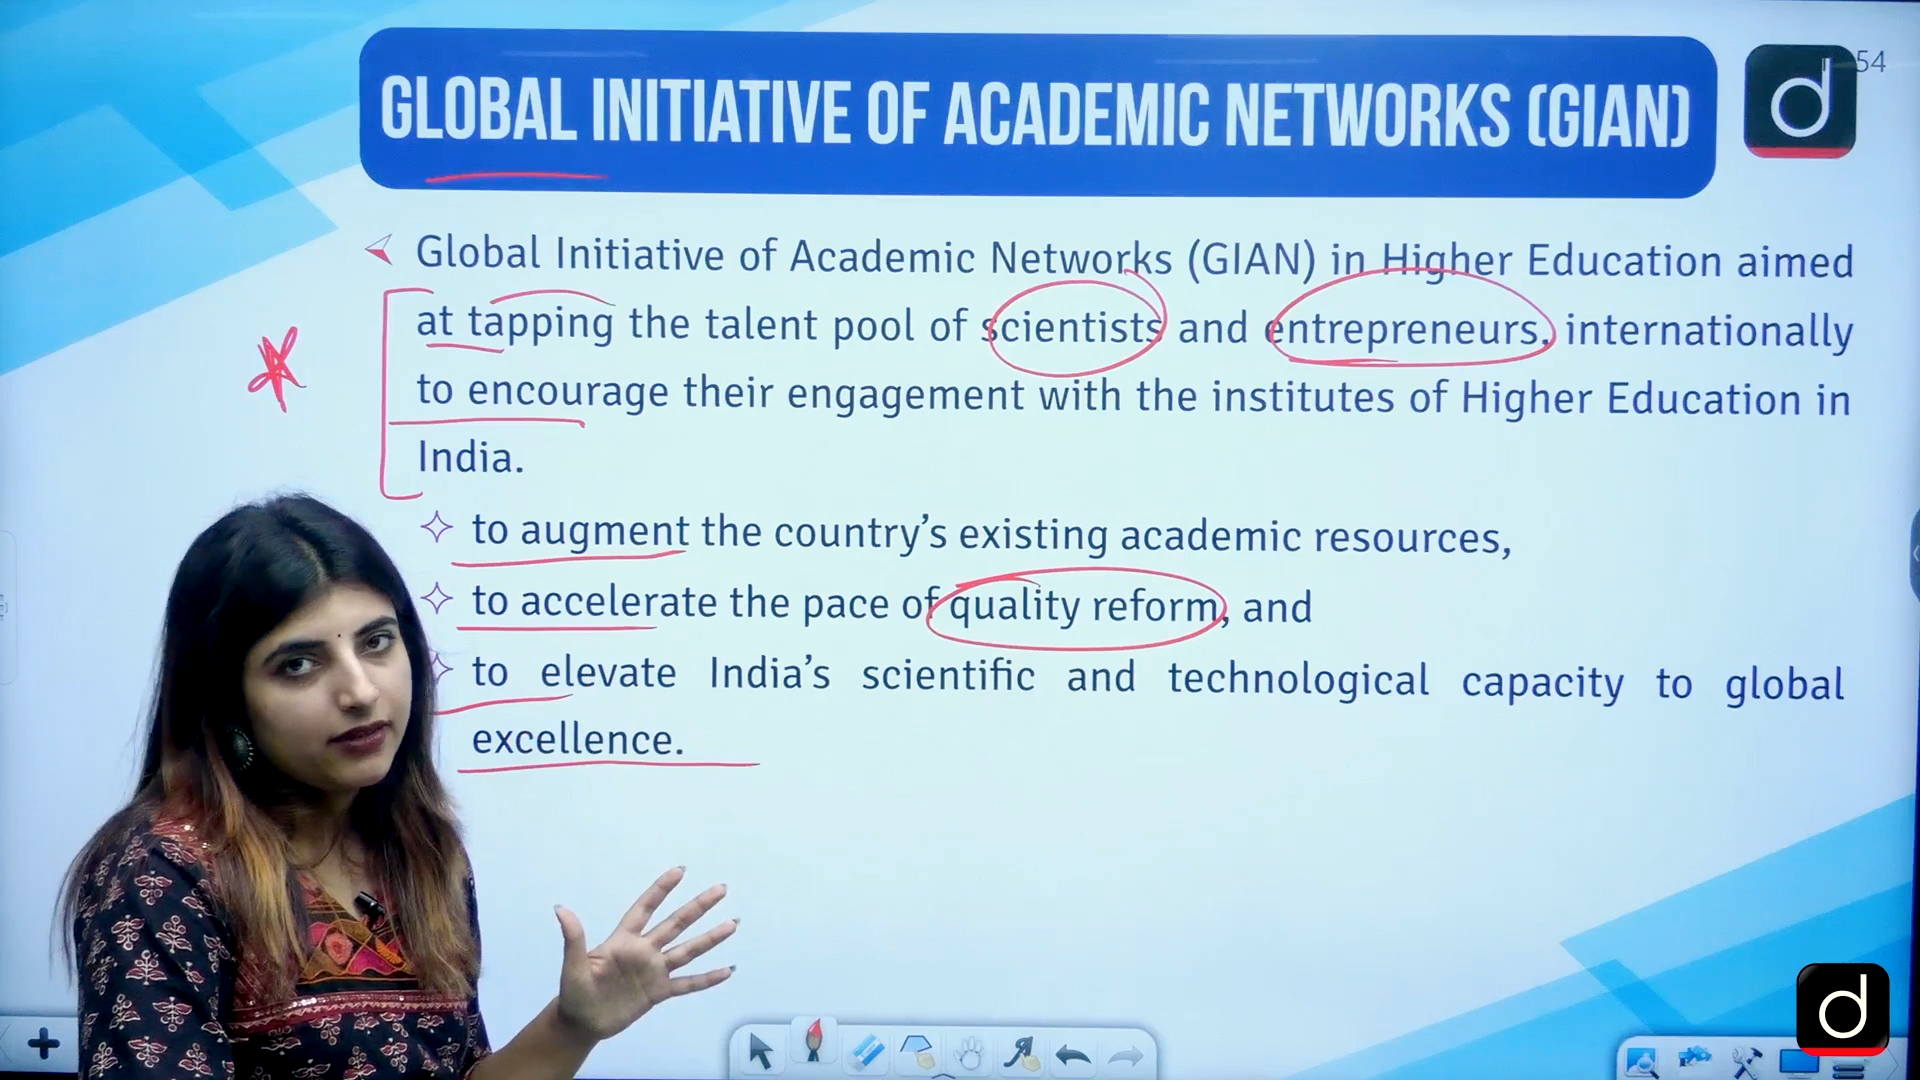 GLOBAL INITIATIVE OF ACADEMIC NETWORKS (GIAN)
d
54
Global Initiative of Academic Networks (GIAN) in Higher Education aimed
at tapping the talent pool of scientists and entrepreneurs, internationally
to encourage their engagement with the institutes of Higher Education in
India.
to augment the country's existing academic resources,
to accelerate the pace of quality reform, and
to elevate India's scientific and technological capacity to global
excellence.
d